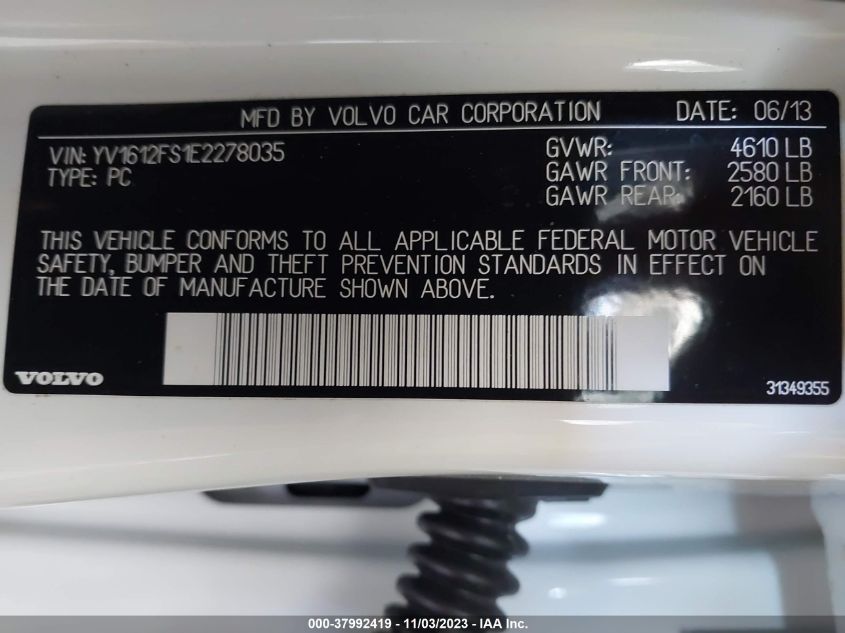 MFD BY VOLVO CAR CORPORATION DATE: 06/13
VIN: YV1612FS1E2278035 GVWR: 4610 LB
TYPE: PC GAWR FRONT: 2580 LB
GAWR REAR: 2160 LB
THIS VEHICLE CONFORMS TO ALL APPLICABLE FEDERAL MOTOR VEHICLE
SAFETY, BUMPER AND THEFT PREVENTION STANDARDS IN EFFECT ON
THE DATE OF MANUFACTURE SHOWN ABOVE.
VOLVO 31349355
000-37992419 - 11/03/2023 - IAA Inc.